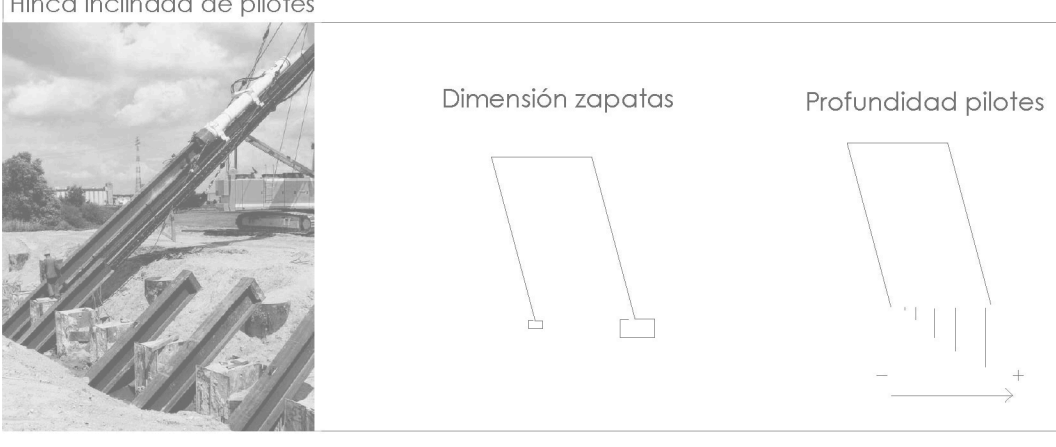 Hinca inclinada de pilotes
Dimensión zapatas
Profundidad pilotes
- +